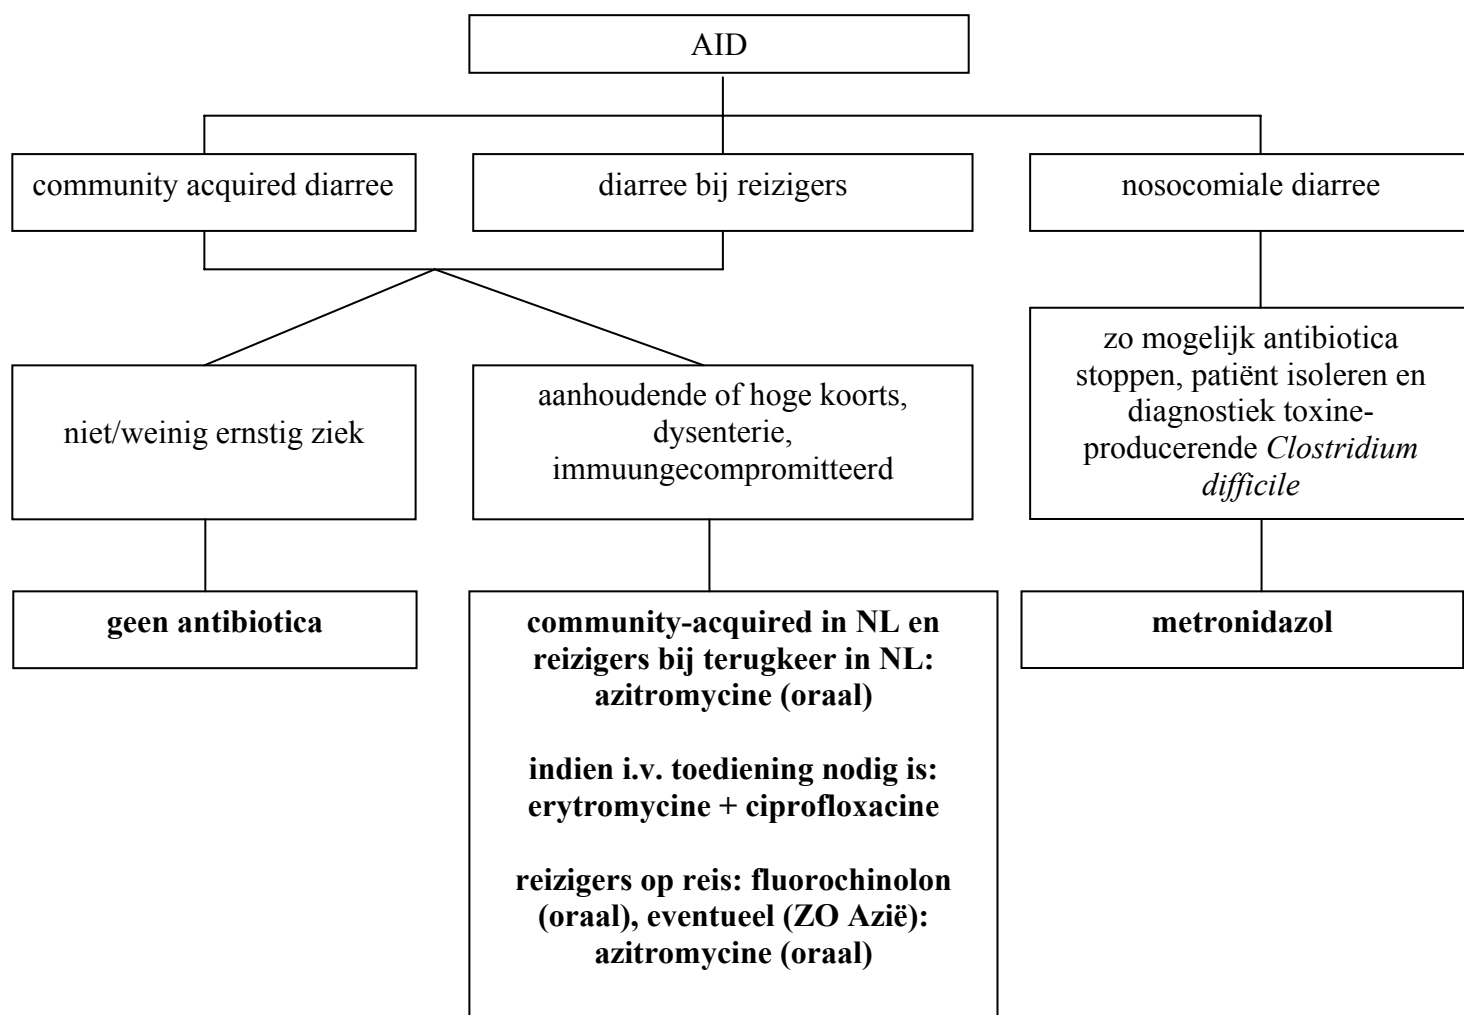 AID
community acquired diarree
diarree bij reizigers
nosocomiale diarree
niet/weinig ernstig ziek
aanhoudende of hoge koorts,
dysenterie,
immuungecompromitteerd
zo mogelijk antibiotica
stoppen, patiënt isoleren en
diagnostiek toxine-
producerende Clostridium
difficile
geen antibiotica
community-acquired in NL en
reizigers bij terugkeer in NL:
azitromycine (oraal)
indien i.v. toediening nodig is:
erytromycine + ciprofloxacine
reizigers op reis: fluorochinolon
(oraal), eventueel (ZO Azië):
azitromycine (oraal)
metronidazol